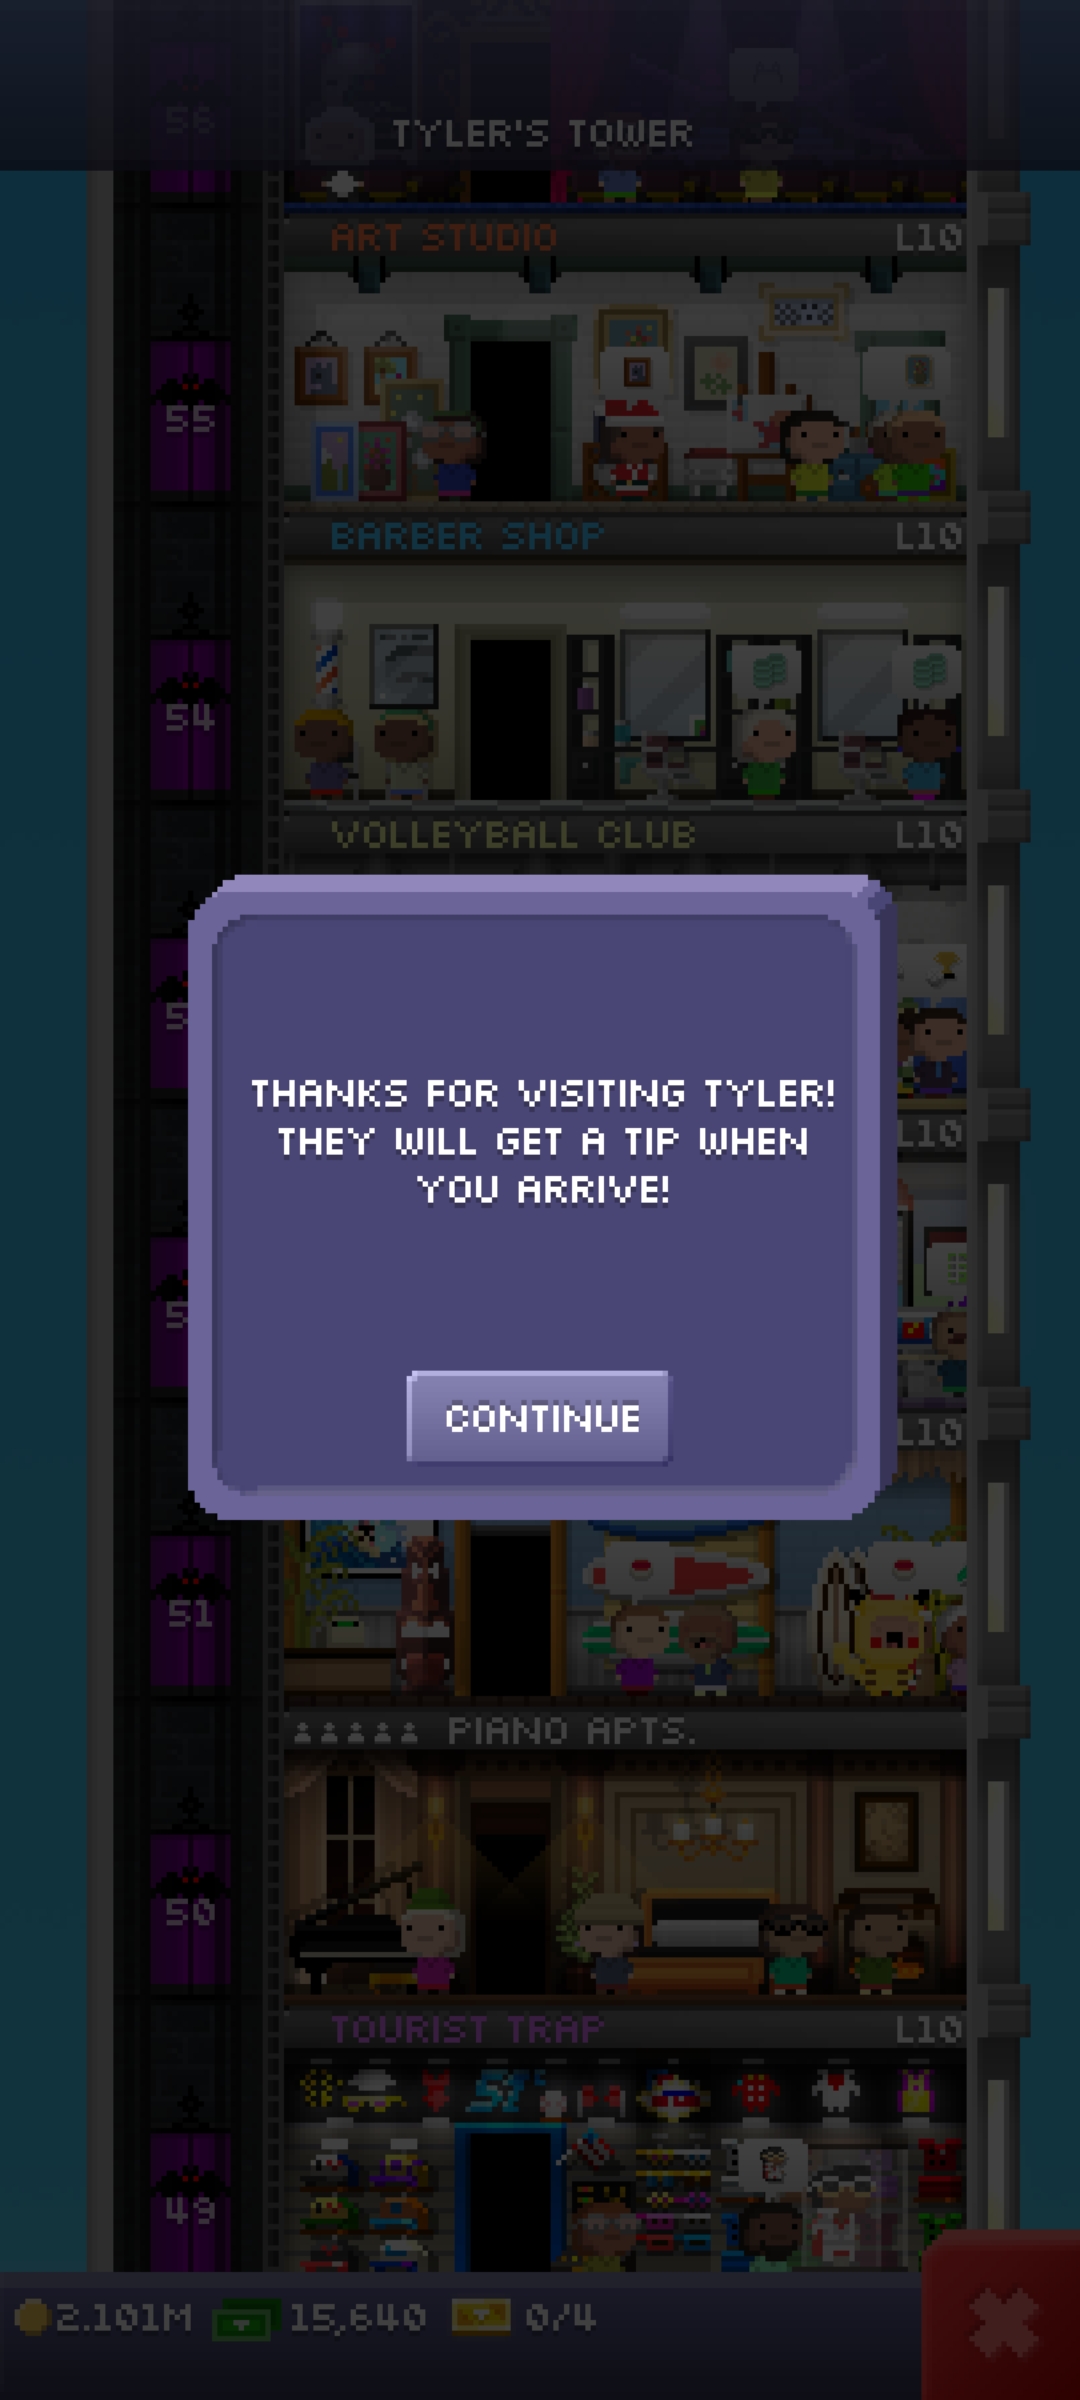 56
TYLER'S TOWER
ART STUDIO L10
55
BARBER SHOP L10
54
VOLLEYBALL CLUB L10
5
THANKS FOR VISITING TYLER!
THEY WILL GET A TIP WHEN
YOU ARRIVE!
L10
5
CONTINUE
L10
51
PIANO APTS.
50
TOURIST TRAP L10
49
2.101M 15,640 0/4